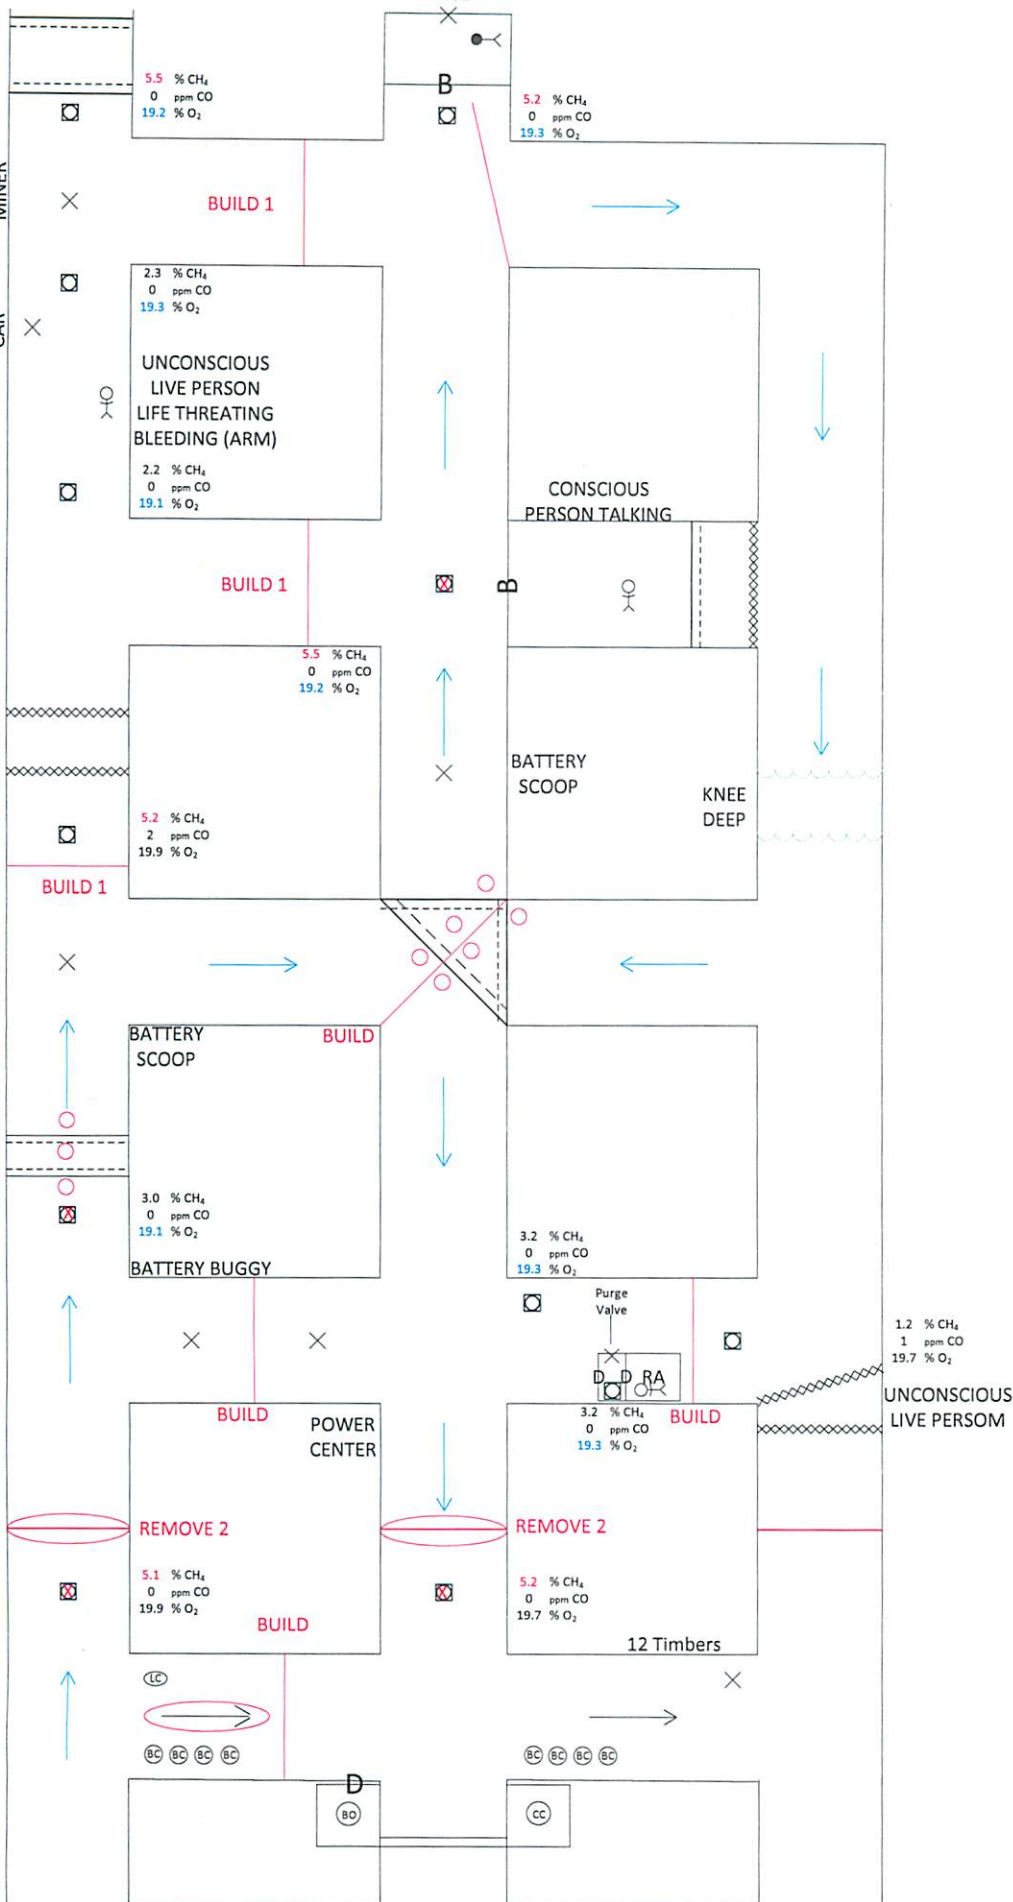 5.5 % CH₄
0 ppm CO
19.2 % O₂
B
5.2 % CH₄
0 ppm CO
19.3 % O₂
MINER
BUILD 1
2.3 % CH₄
0 ppm CO
19.3 % O₂
CAR
UNCONSCIOUS
LIVE PERSON
LIFE THREATING
BLEEDING (ARM)
2.2 % CH₄
0 ppm CO
19.1 % O₂
CONSCIOUS
PERSON TALKING
BUILD 1
B
5.5 % CH₄
0 ppm CO
19.2 % O₂
BATTERY
SCOOP
KNEE
DEEP
5.2 % CH₄
2 ppm CO
19.9 % O₂
BUILD 1
BATTERY
SCOOP
BUILD
3.0 % CH₄
0 ppm CO
19.1 % O₂
BATTERY BUGGY
3.2 % CH₄
0 ppm CO
19.3 % O₂
Purge
Valve
D D RA
1.2 % CH₄
1 ppm CO
19.7 % O₂
UNCONSCIOUS
LIVE PERSOM
BUILD
POWER
CENTER
3.2 % CH₄
0 ppm CO
19.3 % O₂
BUILD
REMOVE 2
REMOVE 2
5.1 % CH₄
0 ppm CO
19.9 % O₂
5.2 % CH₄
0 ppm CO
19.7 % O₂
BUILD
12 Timbers
LC
BC BC BC BC
BC BC BC BC
D
BO
CC